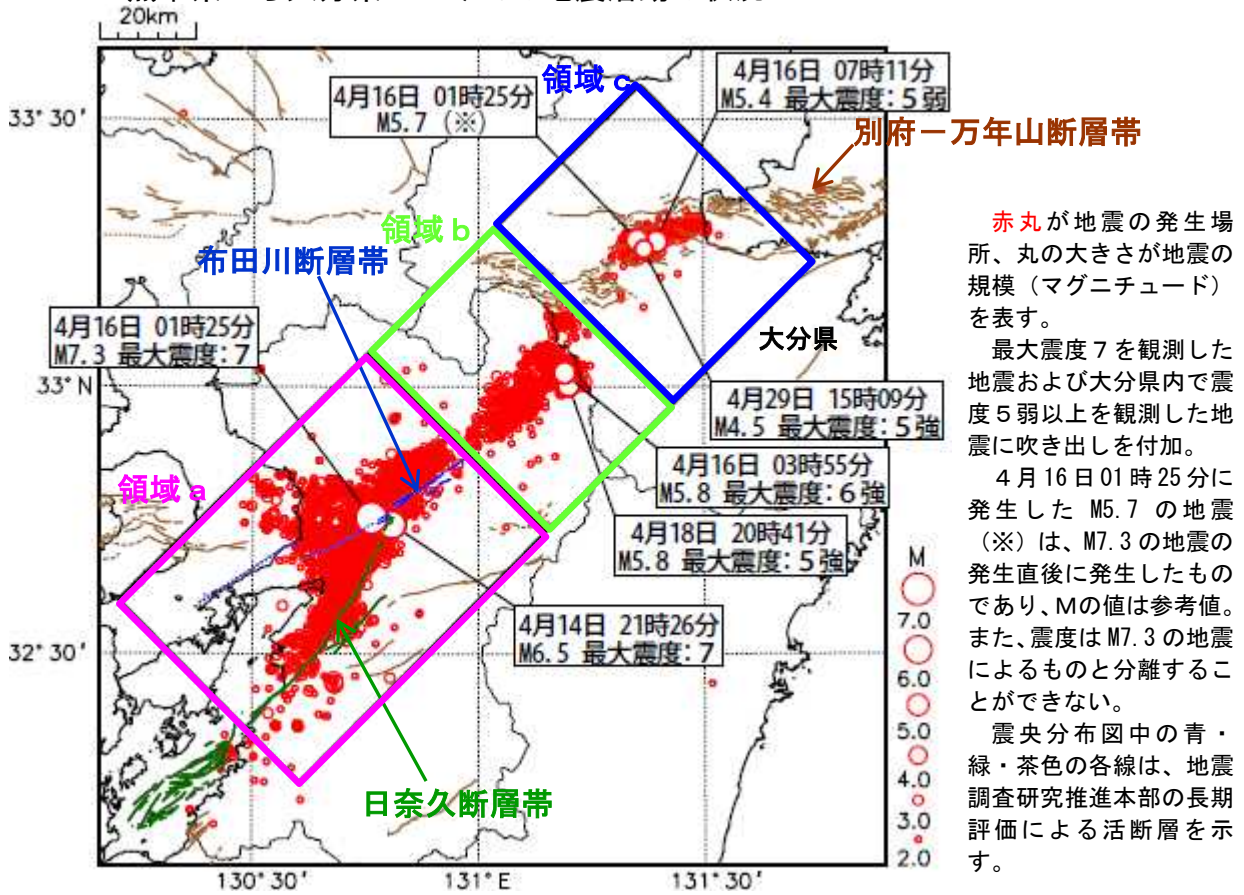 20km
33°30'
33°N
32°30'
130°30'
131°E
131°30'
4月16日 01時25分
M5.7 (※)
領域c
4月16日 07時11分
M5.4 最大震度:5弱
別府－万年山断層帯
領域b
布田川断層帯
4月16日 01時25分
M7.3 最大震度:7
大分県
4月29日 15時09分
M4.5 最大震度:5強
領域a
4月16日 03時55分
M5.8 最大震度:6強
4月18日 20時41分
M5.8 最大震度:5強
4月14日 21時26分
M6.5 最大震度:7
日奈久断層帯
M
7.0
6.0
5.0
4.0
3.0
2.0
赤丸が地震の発生場
所、丸の大きさが地震の
規模（マグニチュード）
を表す。
最大震度７を観測した
地震および大分県内で震
度５弱以上を観測した地
震に吹き出しを付加。
４月16日01時25分に
発生した M5.7 の地震
（※）は、M7.3の地震の
発生直後に発生したもの
であり、Mの値は参考値。
また、震度はM7.3の地震
によるものと分離するこ
とができない。
震央分布図中の青・
緑・茶色の各線は、地震
調査研究推進本部の長期
評価による活断層を示
す。